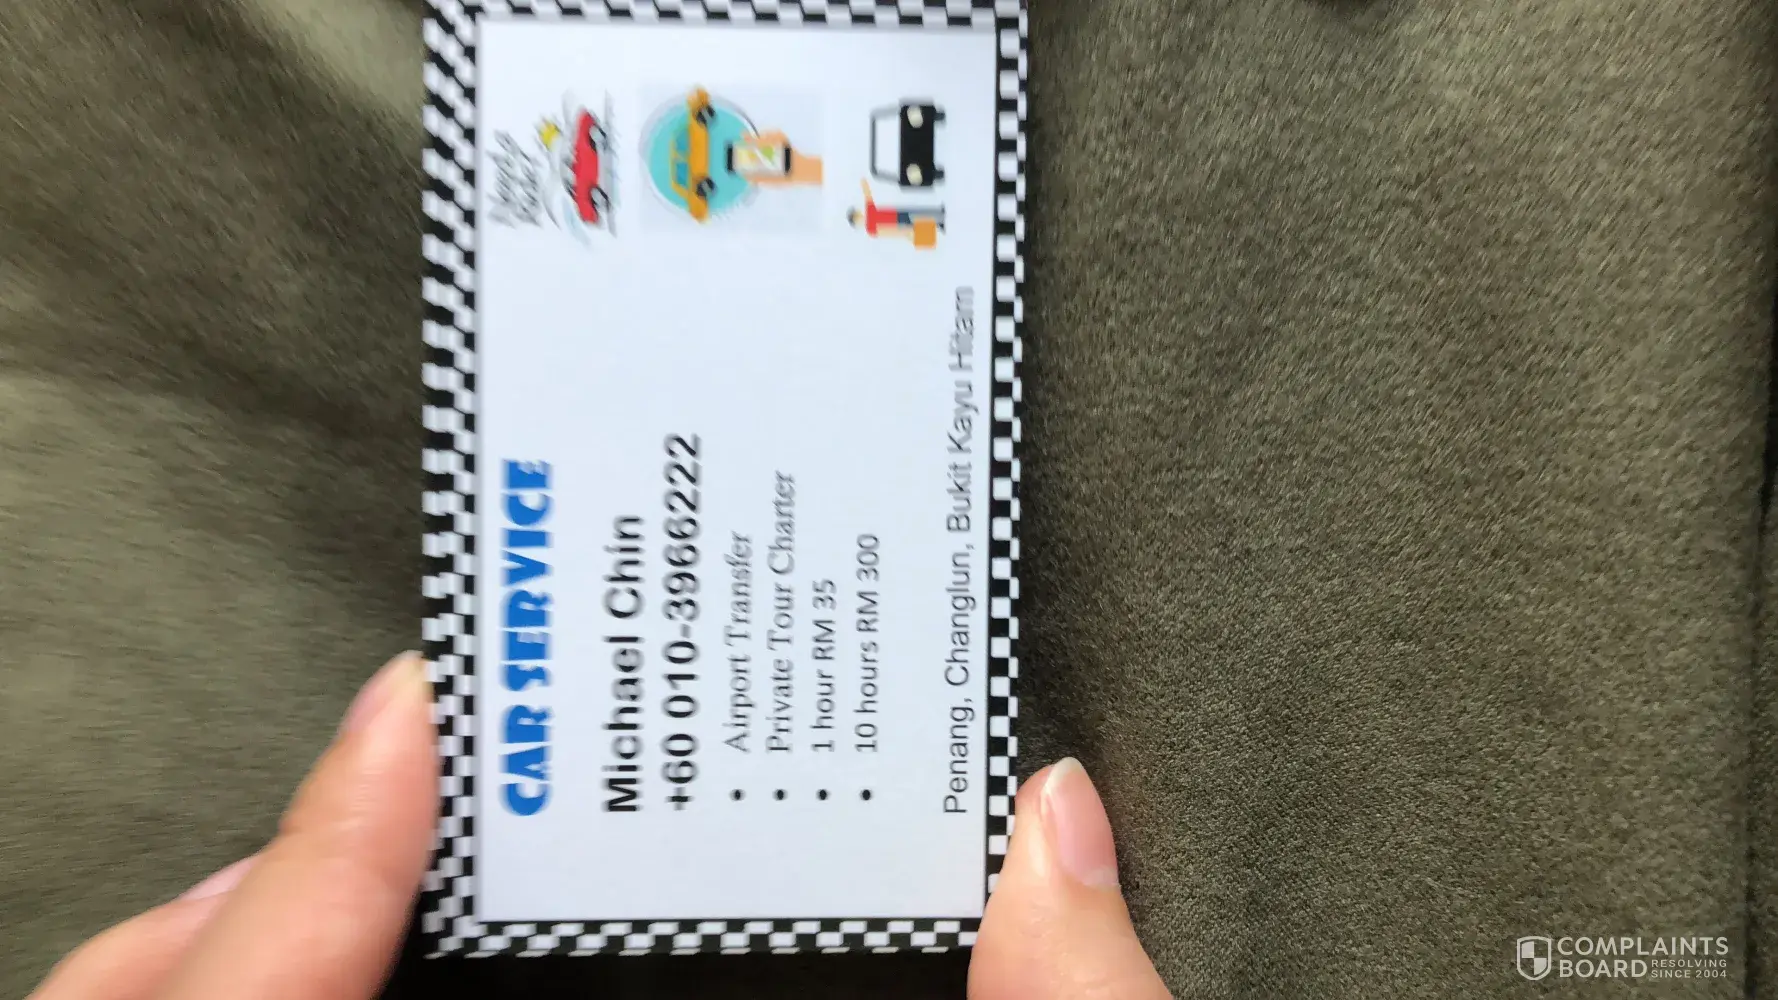 CAR SERVICE
Michael Chin
+60 010-3966222
• Airport Transfer
• Private Tour Charter
• 1 hour RM 35
• 10 hours RM 300
Penang, Changlun, Bukit Kayu Hitam
COMPLAINTS
BOARD RESOLVING
SINCE 2004